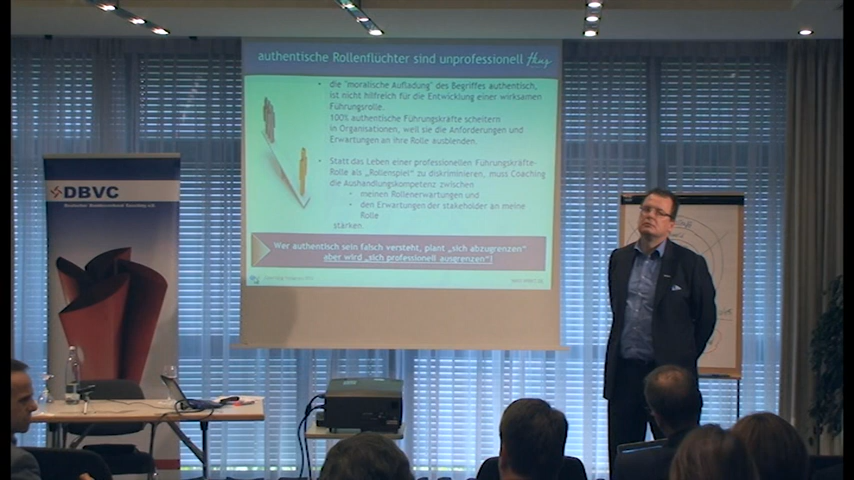 authentische Rollenflüchter sind unprofessionell
die "moralische Aufladung" des Begriffes authentisch,
ist nicht hilfreich für die Entwicklung einer wirksamen
Führungsrolle.
100% authentische Führungskräfte scheitern
in Organisationen, weil sie die Anforderungen und
Erwartungen an ihre Rolle ausblenden.
Statt das Leben einer professionellen Führungskräfte-
Rolle als „Rollenspiel" zu diskriminieren, muss Coaching
die Aushandlungskompetenz zwischen
meinen Rollenerwartungen und
den Erwartungen der stakeholder an meine
Rolle
stärken.
Wer authentisch sein falsch versteht, plant „sich abzugrenzen"
aber wird „sich professionell ausgrenzen"!
DBVC
Deutscher Bundesverband Coaching e.V.